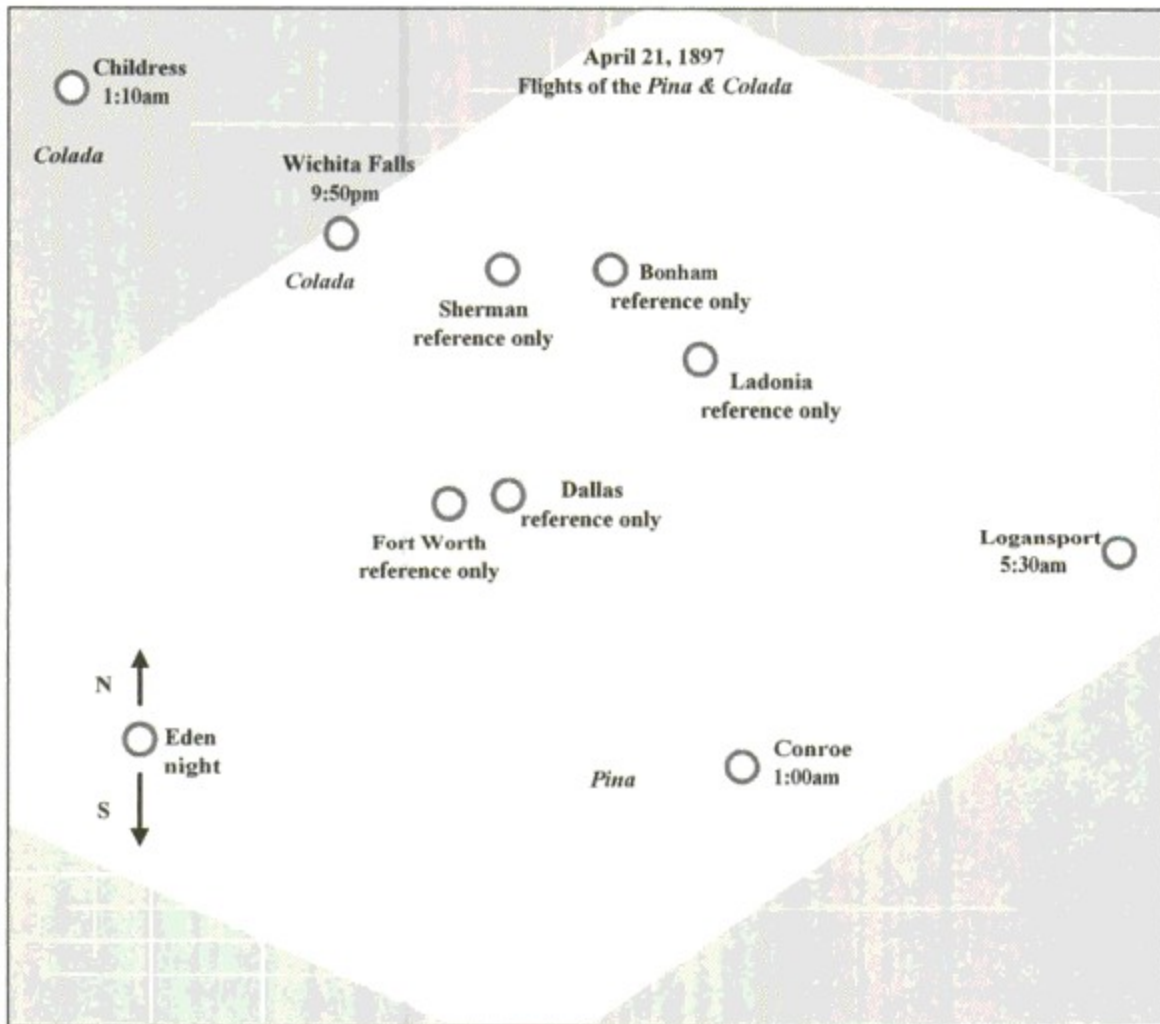 April 21, 1897
Flights of the Pina & Colada
Childress
1:10am
Colada
Wichita Falls
9:50pm
Colada
Sherman
reference only
Bonham
reference only
Ladonia
reference only
Dallas
reference only
Fort Worth
reference only
Logansport
5:30am
N
Eden
night
S
Pina
Conroe
1:00am